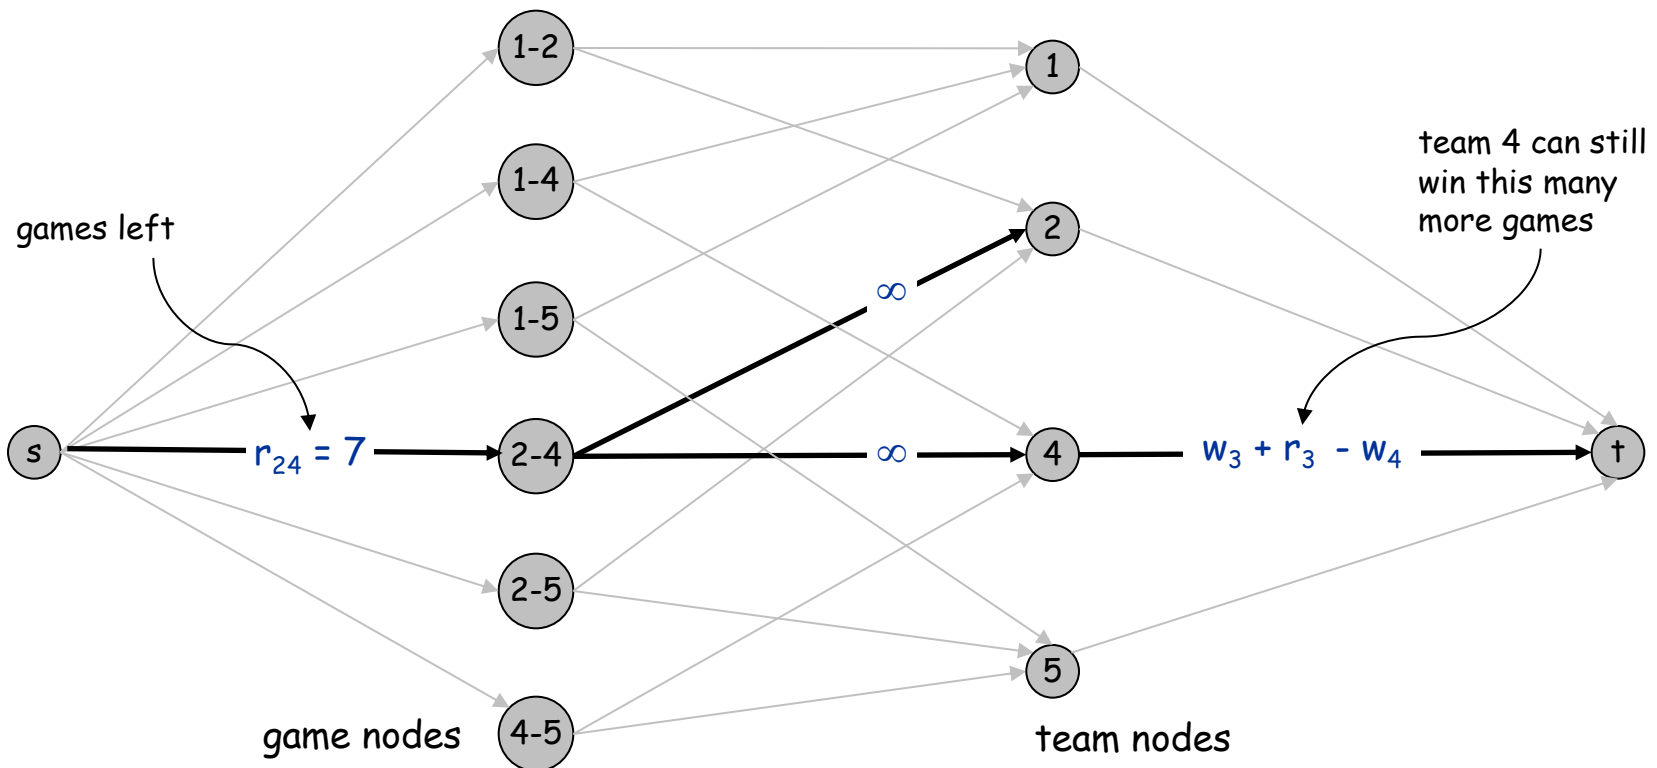 1-2
1
team 4 can still
win this many
more games
1-4
games left
2
∞
1-5
s
r₂₄ = 7
2-4
∞
4
w₃ + r₃ - w₄
t
2-5
5
game nodes
4-5
team nodes